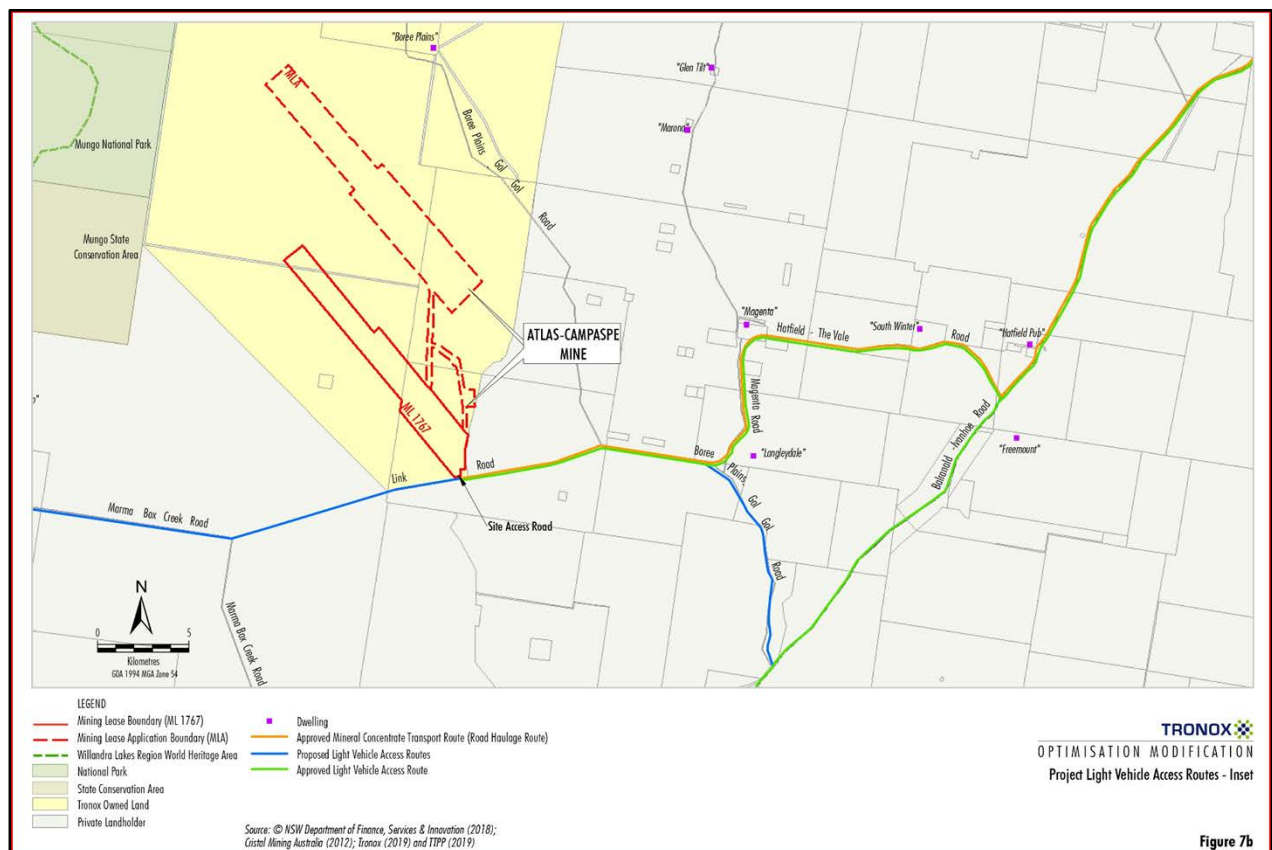 "Boree Plains"
"Glen Tilt"
MLA
"Marona"
Mungo National Park
Boree Plains Gol Gol Road
Mungo State
Conservation Area
ATLAS-CAMPASPE
MINE
"Magenta"
Hatfield - The Vale Road
"South Winter"
"Hatfield Pub"
Magenta Road
ML 1767
Balranald -Ivanhoe Road
"Freemount"
"Langleydale"
Link Road
Boree Plains Gol Gol Road
Marma Box Creek Road
Site Access Road
Marma Box Creek Road
N
0 5
Kilometres
GDA 1994 MGA Zone 54
LEGEND
Mining Lease Boundary (ML 1767)
Mining Lease Application Boundary (MLA)
Willandra Lakes Region World Heritage Area
National Park
State Conservation Area
Tronox Owned Land
Private Landholder
Dwelling
Approved Mineral Concentrate Transport Route (Road Haulage Route)
Proposed Light Vehicle Access Routes
Approved Light Vehicle Access Route
Source: © NSW Department of Finance, Services & Innovation (2018);
Cristal Mining Australia (2012); Tronox (2019) and TTPP (2019)
TRONOX
OPTIMISATION MODIFICATION
Project Light Vehicle Access Routes - Inset
Figure 7b